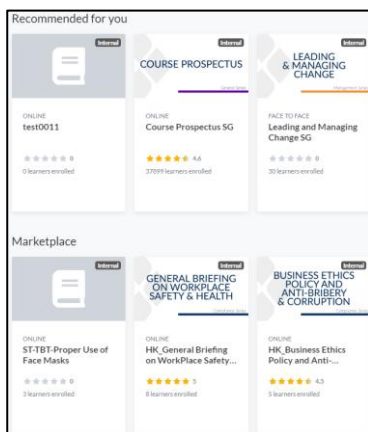 Recommended for you
Internal Internal Internal
COURSE PROSPECTUS
LEADING
& MANAGING
CHANGE
ONLINE ONLINE FACE TO FACE
test0011 Course Prospectus SG Leading and Managing
Change SG
0 4.6 0
0 learners enrolled 37899 learners enrolled 30 learners enrolled
Marketplace
Internal Internal Internal
GENERAL BRIEFING
ON WORKPLACE
SAFETY & HEALTH
BUSINESS ETHICS
POLICY AND
ANTI-BRIBERY
& CORRUPTION
ONLINE ONLINE ONLINE
ST-TBT-Proper Use of HK_General Briefing HK_Business Ethics
Face Masks on WorkPlace Safety... Policy and Anti-...
0 5 4.5
3 learners enrolled 8 learners enrolled 5 learners enrolled